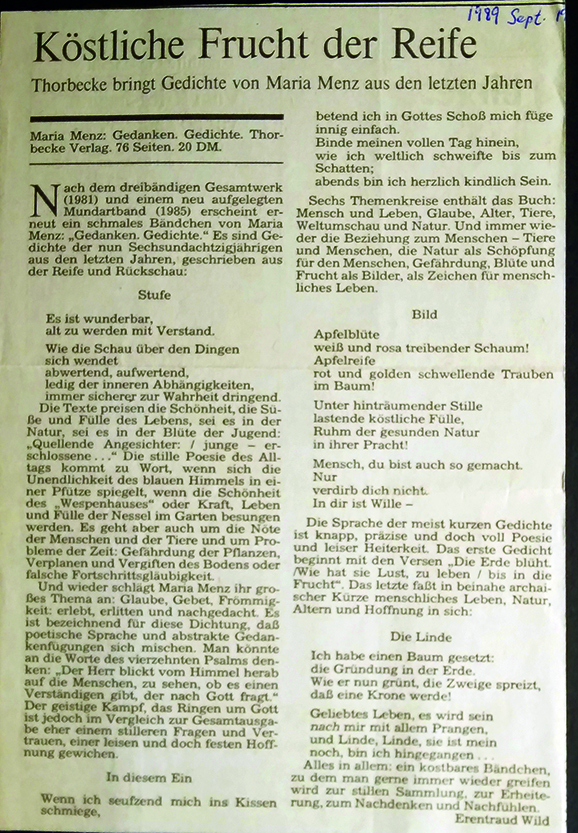 1989 Sept.
Köstliche Frucht der Reife
Thorbecke bringt Gedichte von Maria Menz aus den letzten Jahren
Maria Menz: Gedanken. Gedichte. Thor-
becke Verlag. 76 Seiten. 20 DM.
Nach dem dreibändigen Gesamtwerk
(1981) und einem neu aufgelegten
Mundartband (1985) erscheint er-
neut ein schmales Bändchen von Maria
Menz: „Gedanken. Gedichte.“ Es sind Ge-
dichte der nun Sechsundachtzigjährigen
aus den letzten Jahren, geschrieben aus
der Reife und Rückschau:
Stufe
Es ist wunderbar,
alt zu werden mit Verstand.
Wie die Schau über den Dingen
sich wendet
abwertend, aufwertend,
ledig der inneren Abhängigkeiten,
immer sicherer zur Wahrheit dringend.
Die Texte preisen die Schönheit, die Sü-
ße und Fülle des Lebens, sei es in der
Natur, sei es in der Blüte der Jugend:
„Quellende Angesichter: / junge – er-
schlossene . . .“ Die stille Poesie des All-
tags kommt zu Wort, wenn sich die
Unendlichkeit des blauen Himmels in ei-
ner Pfütze spiegelt, wenn die Schönheit
des „Wespenhauses“ oder Kraft, Leben
und Fülle der Nessel im Garten besungen
werden. Es geht aber auch um die Nöte
der Menschen und der Tiere und um Pro-
bleme der Zeit: Gefährdung der Pflanzen,
Verplanen und Vergiften des Bodens oder
falsche Fortschrittsgläubigkeit.
Und wieder schlägt Maria Menz ihr gro-
ßes Thema an: Glaube, Gebet, Frömmig-
keit: erlebt, erlitten und nachgedacht. Es
ist bezeichnend für diese Dichtung, daß
poetische Sprache und abstrakte Gedan-
kenfügungen sich mischen. Man könnte
an die Worte des vierzehnten Psalms den-
ken: „Der Herr blickt vom Himmel herab
auf die Menschen, zu sehen, ob es einen
Verständigen gibt, der nach Gott fragt.“
Der geistige Kampf, das Ringen um Gott
ist jedoch im Vergleich zur Gesamtausga-
be eher einem stilleren Fragen und Ver-
trauen, einer leisen und doch festen Hoff-
nung gewichen.
In diesem Ein
Wenn ich seufzend mich ins Kissen
schmiege,
betend ich in Gottes Schoß mich füge
innig einfach.
Binde meinen vollen Tag hinein,
wie ich weltlich schweifte bis zum
Schatten;
abends bin ich herzlich kindlich Sein.
Sechs Themenkreise enthält das Buch:
Mensch und Leben, Glaube, Alter, Tiere,
Weltumschau und Natur. Und immer wie-
der die Beziehung zum Menschen – Tiere
und Menschen, die Natur als Schöpfung
für den Menschen, Gefährdung, Blüte und
Frucht als Bilder, als Zeichen für mensch-
liches Leben.
Bild
Apfelblüte
weiß und rosa treibender Schaum!
Apfelreife
rot und golden schwellende Trauben
im Baum!
Unter hinträumender Stille
lastende köstliche Fülle,
Ruhm der gesunden Natur
in ihrer Pracht!
Mensch, du bist auch so gemacht.
Nur
verdirb dich nicht.
In dir ist Wille –
Die Sprache der meist kurzen Gedichte
ist knapp, präzise und doch voll Poesie
und leiser Heiterkeit. Das erste Gedicht
beginnt mit den Versen „Die Erde blüht.
/Wie hat sie Lust, zu leben / bis in die
Frucht“. Das letzte faßt in beinahe archai-
scher Kürze menschliches Leben, Natur,
Altern und Hoffnung in sich:
Die Linde
Ich habe einen Baum gesetzt:
die Gründung in der Erde.
Wie er nun grünt, die Zweige spreizt,
daß eine Krone werde!
Geliebtes Leben, es wird sein
nach mir mit allem Prangen,
und Linde, Linde, sie ist mein
noch, bin ich hingegangen . . .
Alles in allem: ein kostbares Bändchen,
zu dem man gerne immer wieder greifen
wird zur stillen Sammlung, zur Erheite-
rung, zum Nachdenken und Nachfühlen.
Erentraud Wild